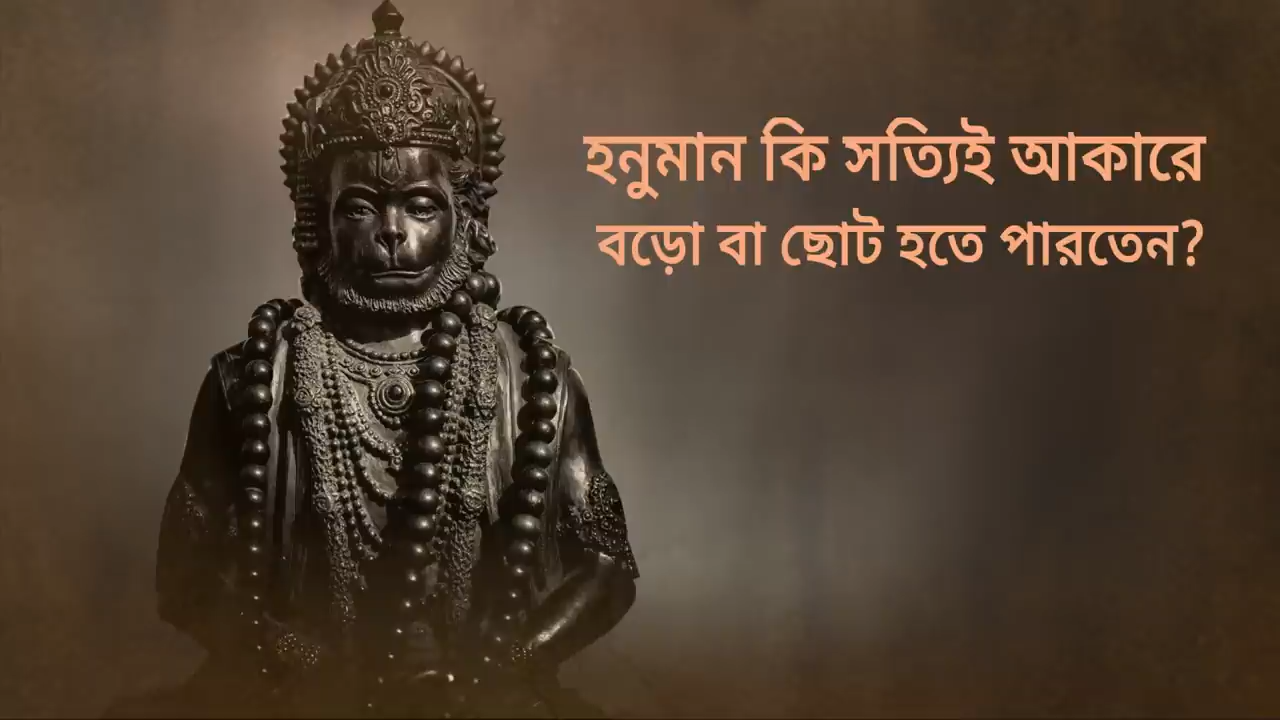 হনুমান কি সত্যিই আকারে
বড়ো বা ছোট হতে পারতেন?